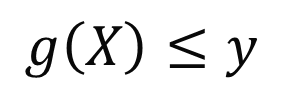 g(X) ≤ y